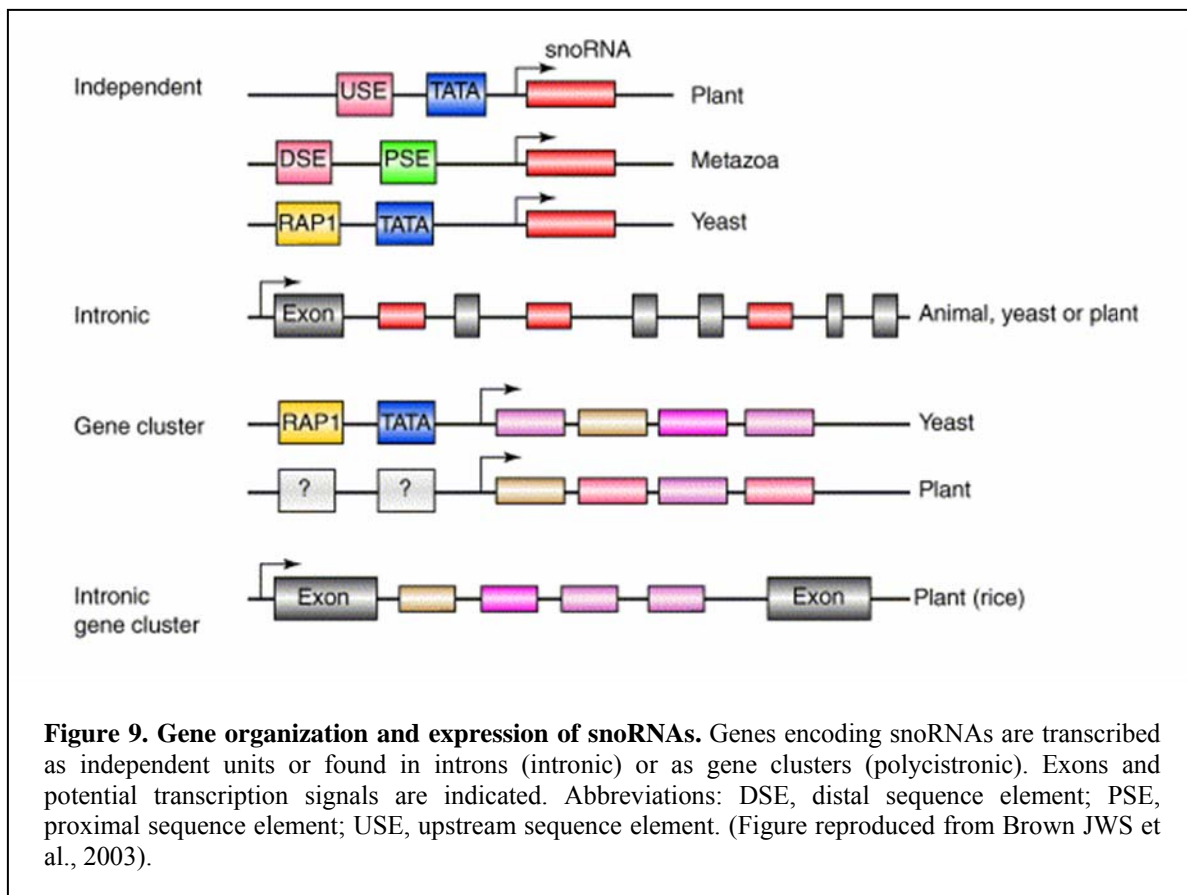 snoRNA
Independent USE TATA Plant
DSE PSE Metazoa
RAP1 TATA Yeast
Intronic Exon Animal, yeast or plant
Gene cluster RAP1 TATA Yeast
? ? Plant
Intronic
gene cluster Exon Exon Plant (rice)
Figure 9. Gene organization and expression of snoRNAs. Genes encoding snoRNAs are transcribed
as independent units or found in introns (intronic) or as gene clusters (polycistronic). Exons and
potential transcription signals are indicated. Abbreviations: DSE, distal sequence element; PSE,
proximal sequence element; USE, upstream sequence element. (Figure reproduced from Brown JWS et
al., 2003).